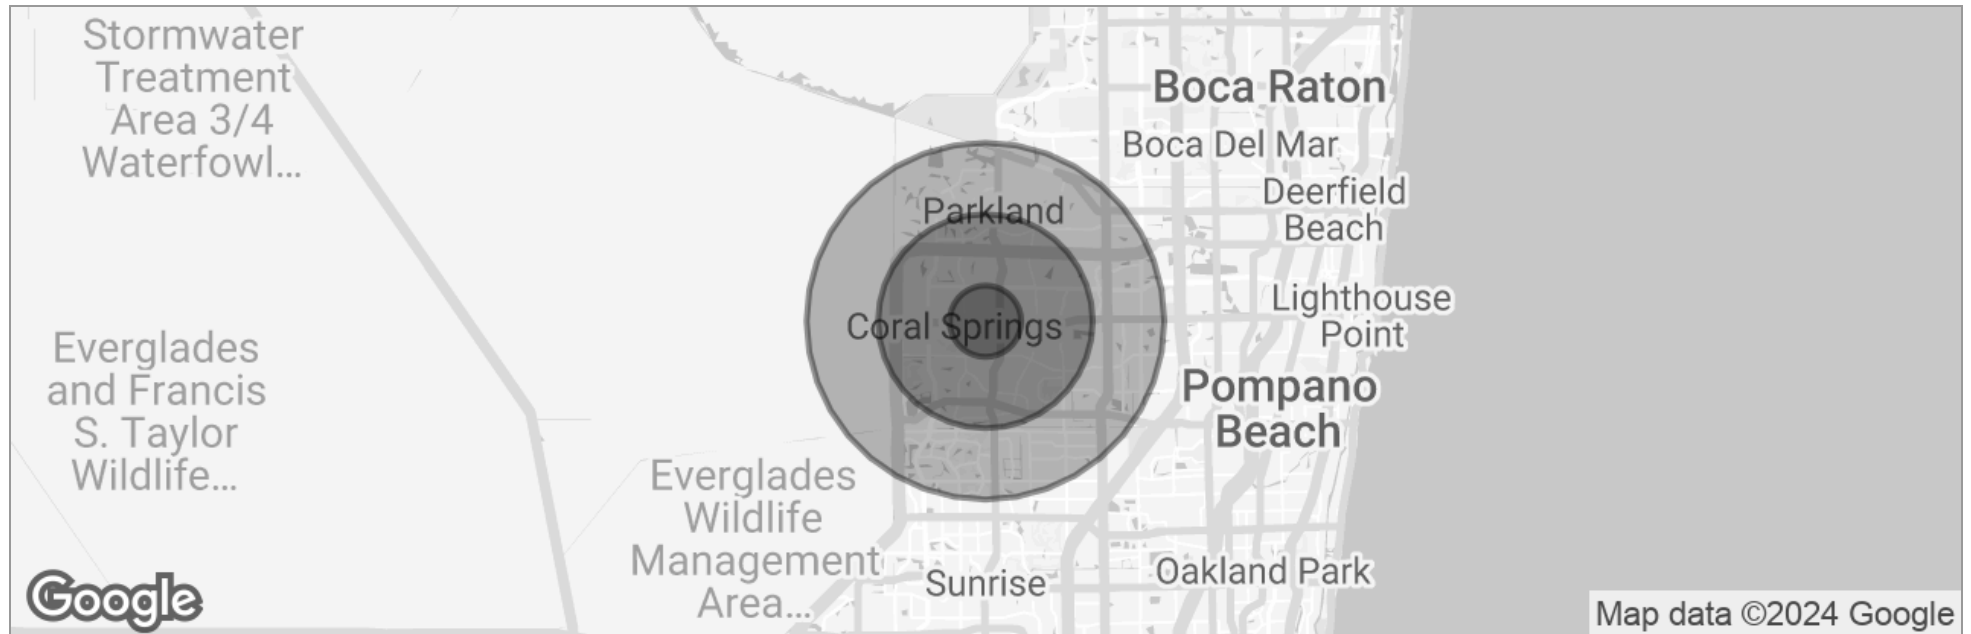 Stormwater
Treatment
Area 3/4
Waterfowl...
Boca Raton
Boca Del Mar
Deerfield
Beach
Parkland
Lighthouse
Point
Coral Springs
Everglades
and Francis
S. Taylor
Wildlife...
Pompano
Beach
Everglades
Wildlife
Management
Area...
Sunrise
Oakland Park
Google
Map data ©2024 Google